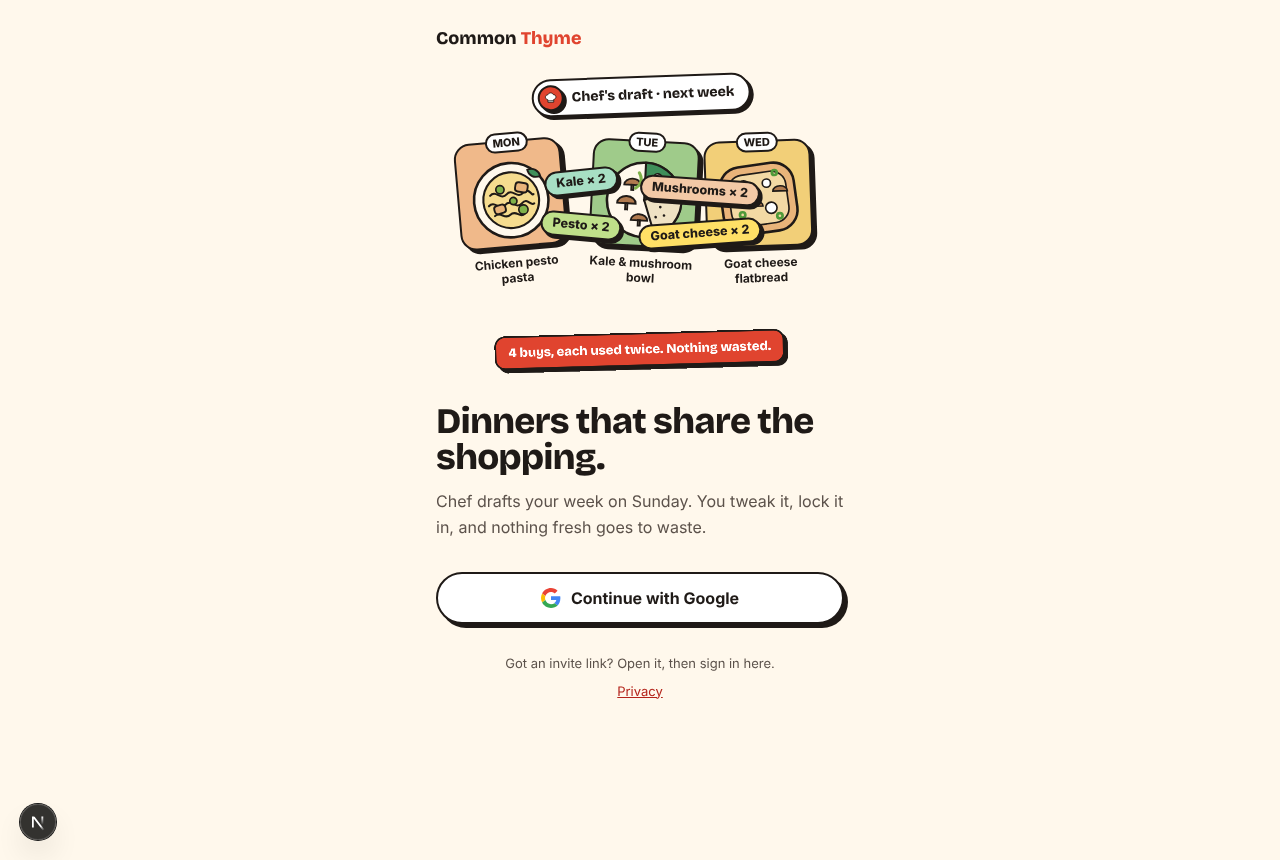 Common Thyme
Chef's draft · next week
MON
TUE
WED
Kale × 2
Mushrooms × 2
Pesto × 2
Goat cheese × 2
Chicken pesto
pasta
Kale & mushroom
bowl
Goat cheese
flatbread
4 buys, each used twice. Nothing wasted.
Dinners that share the
shopping.
Chef drafts your week on Sunday. You tweak it, lock it
in, and nothing fresh goes to waste.
Continue with Google
Got an invite link? Open it, then sign in here.
Privacy
N